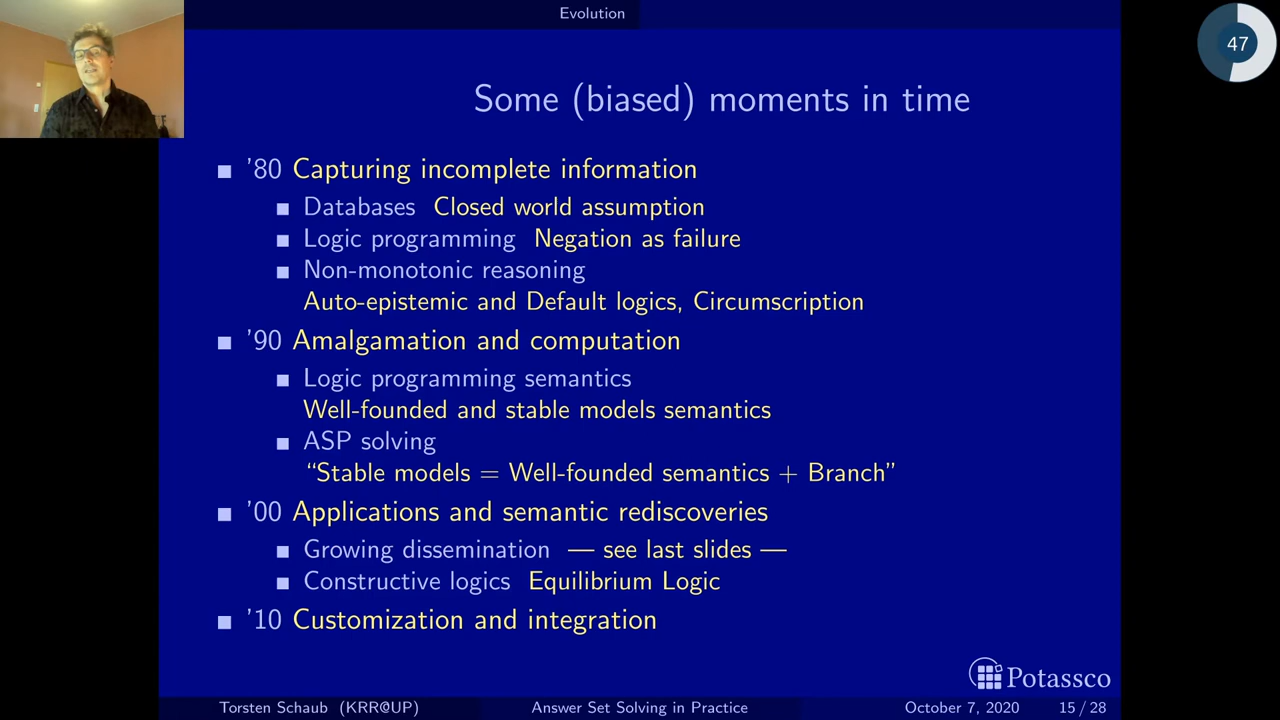 Evolution
47
Some (biased) moments in time
’80 Capturing incomplete information
Databases Closed world assumption
Logic programming Negation as failure
Non-monotonic reasoning
Auto-epistemic and Default logics, Circumscription
’90 Amalgamation and computation
Logic programming semantics
Well-founded and stable models semantics
ASP solving
“Stable models = Well-founded semantics + Branch”
’00 Applications and semantic rediscoveries
Growing dissemination — see last slides —
Constructive logics Equilibrium Logic
’10 Customization and integration
Potassco
Torsten Schaub (KRR@UP) Answer Set Solving in Practice October 7, 2020 15 / 28